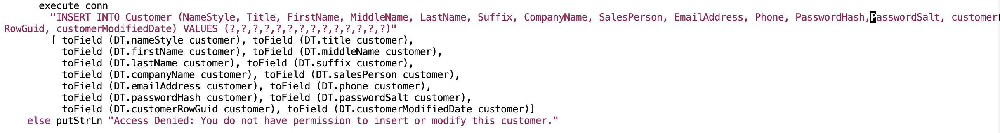 execute conn
"INSERT INTO Customer (NameStyle, Title, FirstName, MiddleName, LastName, Suffix, CompanyName, SalesPerson, EmailAddress, Phone, PasswordHash,PasswordSalt, customer
RowGuid, customerModifiedDate) VALUES (?,?,?,?,?,?,?,?,?,?,?,?,?,?)"
[ toField (DT.nameStyle customer), toField (DT.title customer),
toField (DT.firstName customer), toField (DT.middleName customer),
toField (DT.lastName customer), toField (DT.suffix customer),
toField (DT.companyName customer), toField (DT.salesPerson customer),
toField (DT.emailAddress customer), toField (DT.phone customer),
toField (DT.passwordHash customer), toField (DT.passwordSalt customer),
toField (DT.customerRowGuid customer), toField (DT.customerModifiedDate customer)]
else putStrLn "Access Denied: You do not have permission to insert or modify this customer."